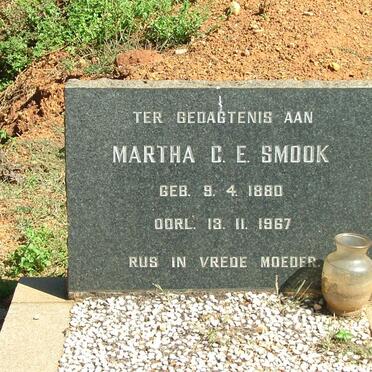 TER GEDAGTENIS AAN
MARTHA C. E. SMOOK
GEB. 9. 4. 1880
OORL. 13. 11. 1967
RUS IN VREDE MOEDER.